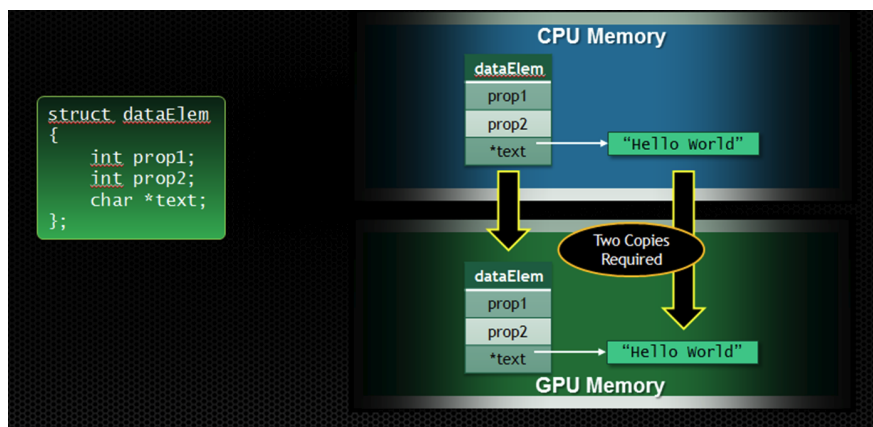 struct dataElem
{
int prop1;
int prop2;
char *text;
};
CPU Memory
dataElem
prop1
prop2
*text
“Hello World”
Two Copies
Required
dataElem
prop1
prop2
*text
“Hello World”
GPU Memory